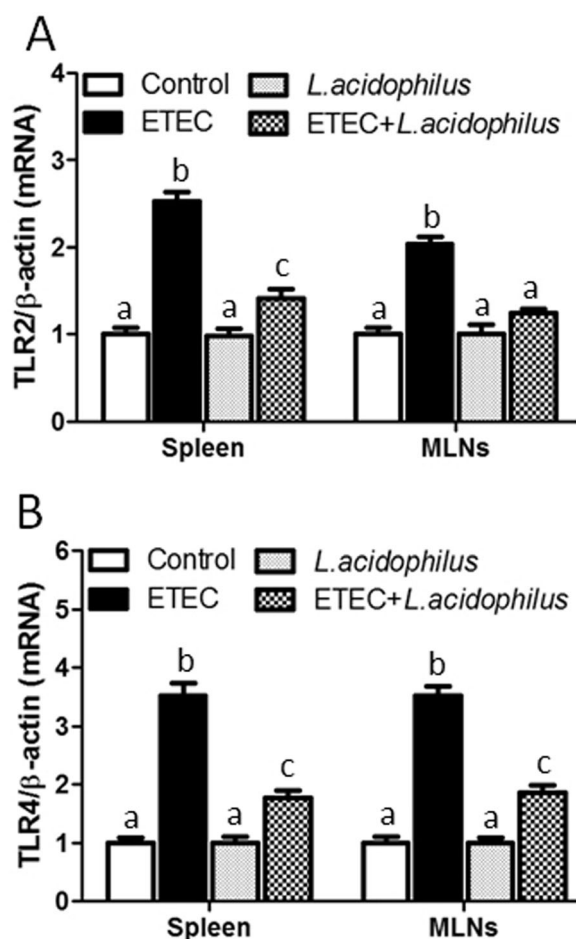 A
TLR2/β-actin (mRNA)
4
3
2
1
0
Control
L.acidophilus
ETEC
ETEC+L.acidophilus
a
b
a
c
a
b
a
a
Spleen
MLNs
B
TLR4/β-actin (mRNA)
6
5
4
3
2
1
0
Control
L.acidophilus
ETEC
ETEC+L.acidophilus
a
b
a
c
a
b
a
c
Spleen
MLNs